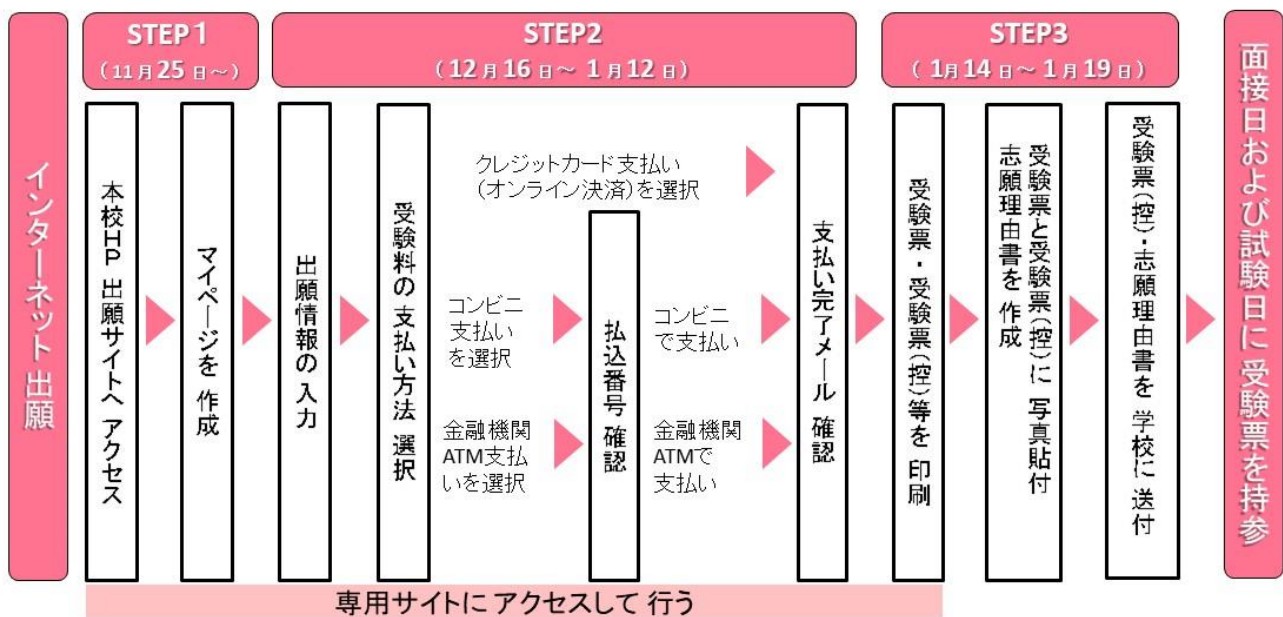 インターネット 出願
STEP1
（ 11月 25 日～ ）
本校HP 出願サイトへ アクセス
マイページを 作成
STEP2
（ 12月 16 日～ 1月 12 日）
出願情報の 入力
受験料の 支払い方法 選択
クレジットカード支払い
（オンライン決済）を選択
コンビニ
支払い
を選択
金融機関
ATM支払
いを選択
払込番号 確認
コンビニ
で支払い
金融機関
ATMで
支払い
支払い完了メール 確認
STEP3
（ 1月 14 日～ 1月 19 日）
受験票・受験票（控）等を 印刷
受験票と受験票（控）に 写真貼付
志願理由書を 作成
受験票（控）・志願理由書を 学校に 送付
面接日および試験日に 受験票を持参
専用サイトに アクセスして 行う